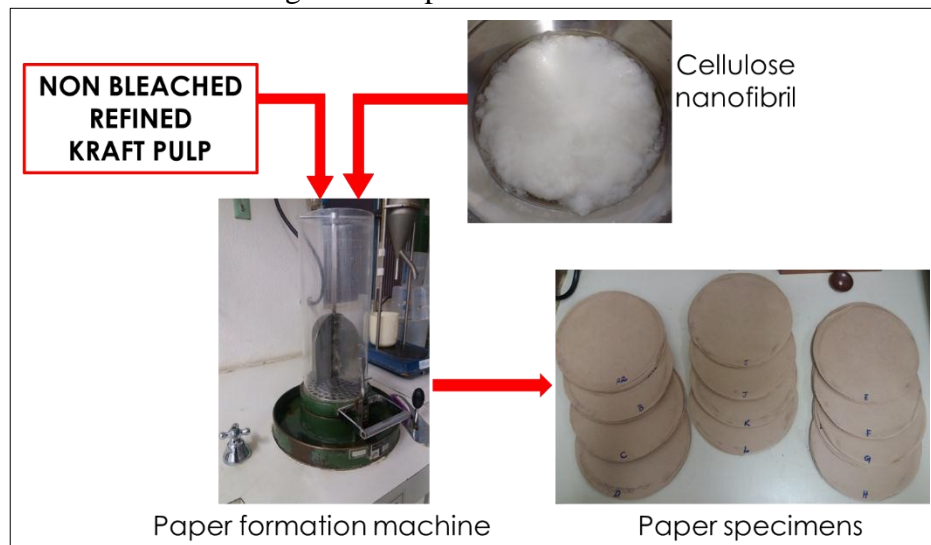 NON BLEACHED
REFINED
KRAFT PULP
Cellulose
nanofibril
Paper formation machine
Paper specimens
B
C
D
J
K
L
E
F
G
H